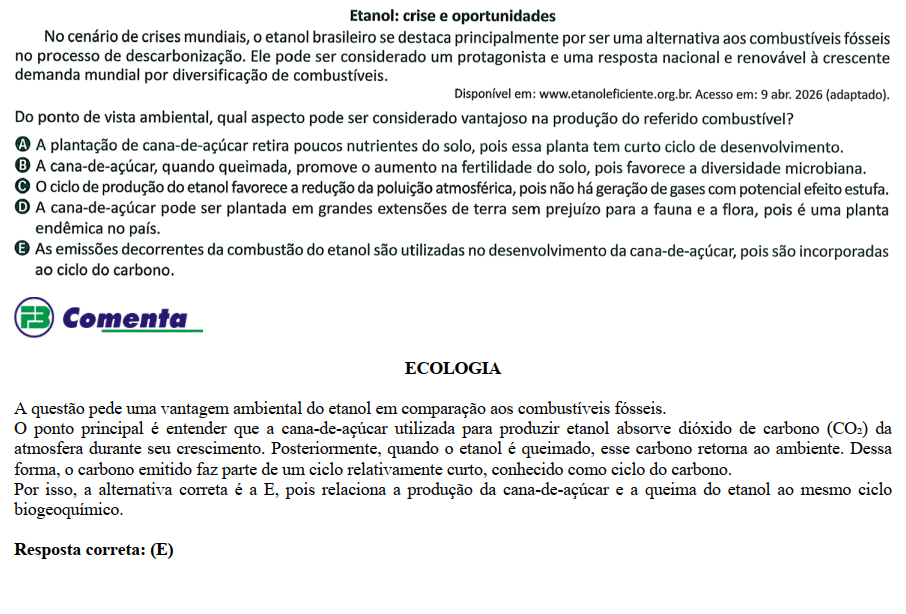 Etanol: crise e oportunidades
No cenário de crises mundiais, o etanol brasileiro se destaca principalmente por ser uma alternativa aos combustíveis fósseis
no processo de descarbonização. Ele pode ser considerado um protagonista e uma resposta nacional e renovável à crescente
demanda mundial por diversificação de combustíveis.
Disponível em: www.etanoleficiente.org.br. Acesso em: 9 abr. 2026 (adaptado).
Do ponto de vista ambiental, qual aspecto pode ser considerado vantajoso na produção do referido combustível?
A A plantação de cana-de-açúcar retira poucos nutrientes do solo, pois essa planta tem curto ciclo de desenvolvimento.
B A cana-de-açúcar, quando queimada, promove o aumento na fertilidade do solo, pois favorece a diversidade microbiana.
C O ciclo de produção do etanol favorece a redução da poluição atmosférica, pois não há geração de gases com potencial efeito estufa.
D A cana-de-açúcar pode ser plantada em grandes extensões de terra sem prejuízo para a fauna e a flora, pois é uma planta
endêmica no país.
E As emissões decorrentes da combustão do etanol são utilizadas no desenvolvimento da cana-de-açúcar, pois são incorporadas
ao ciclo do carbono.
FB Comenta
ECOLOGIA
A questão pede uma vantagem ambiental do etanol em comparação aos combustíveis fósseis.
O ponto principal é entender que a cana-de-açúcar utilizada para produzir etanol absorve dióxido de carbono (CO₂) da
atmosfera durante seu crescimento. Posteriormente, quando o etanol é queimado, esse carbono retorna ao ambiente. Dessa
forma, o carbono emitido faz parte de um ciclo relativamente curto, conhecido como ciclo do carbono.
Por isso, a alternativa correta é a E, pois relaciona a produção da cana-de-açúcar e a queima do etanol ao mesmo ciclo
biogeoquímico.
Resposta correta: (E)